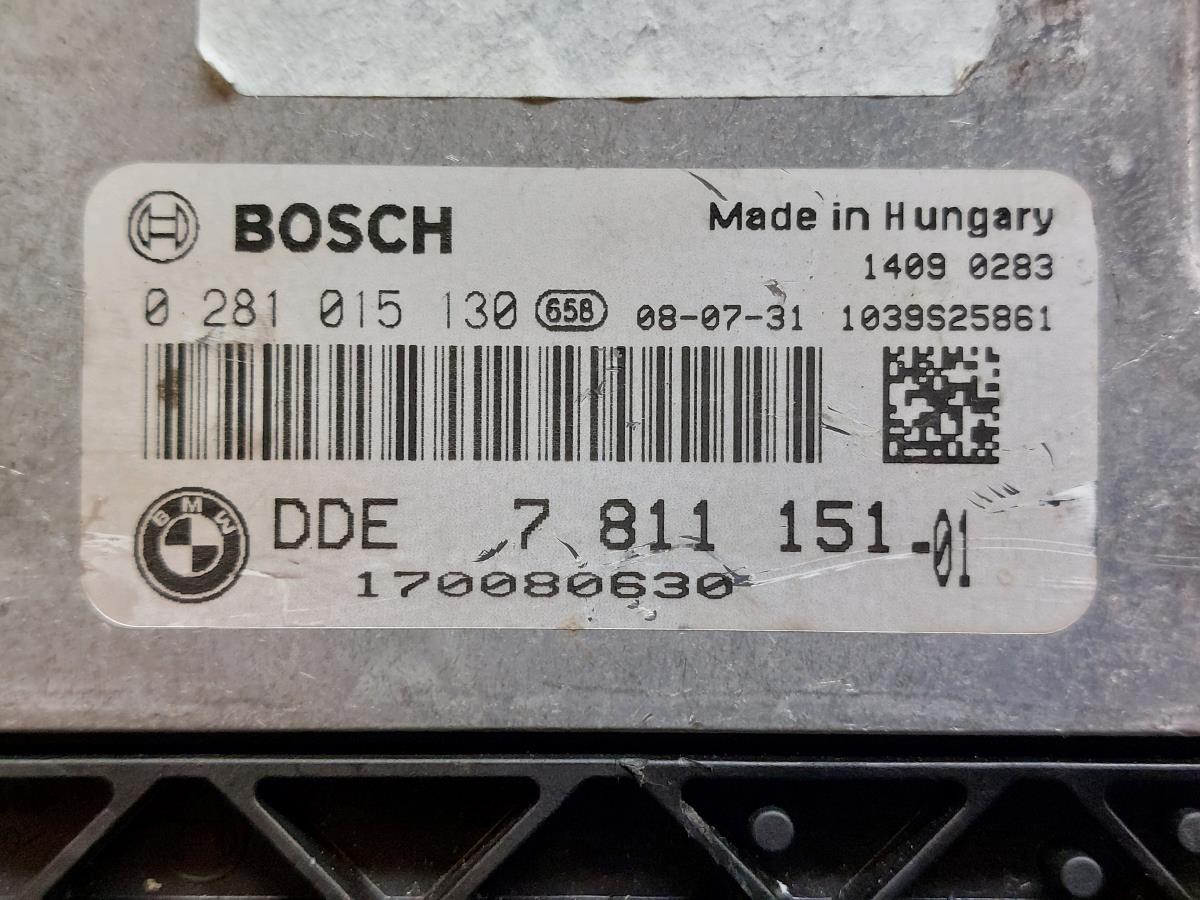 BOSCH
Made in Hungary
1409 0283
0 281 015 130 658 08-07-31 1039S25861
BMW
DDE 7 811 151-01
170080630